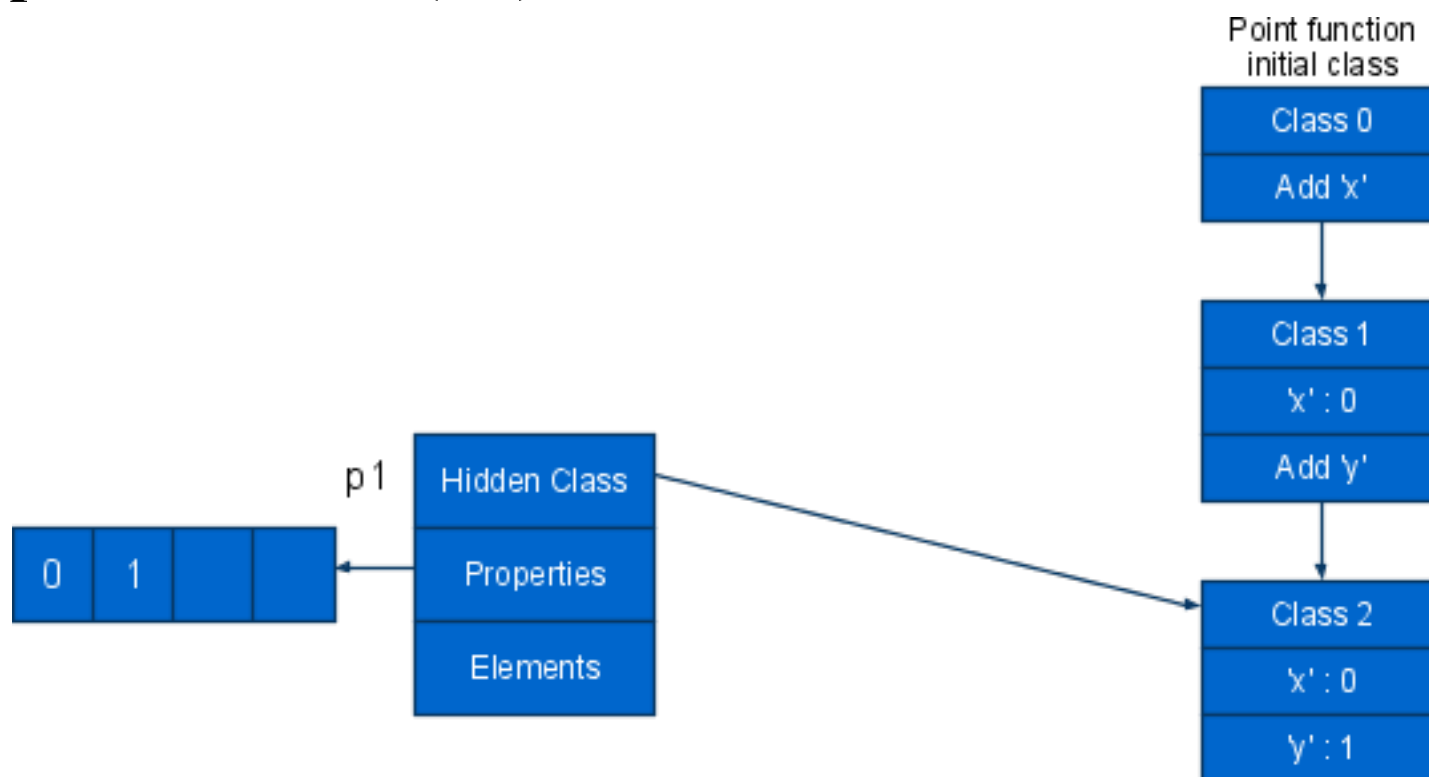 Point function
initial class
Class 0
Add 'x'
Class 1
'x' : 0
Add 'y'
p1
Hidden Class
0
1
Properties
Elements
Class 2
'x' : 0
'y' : 1